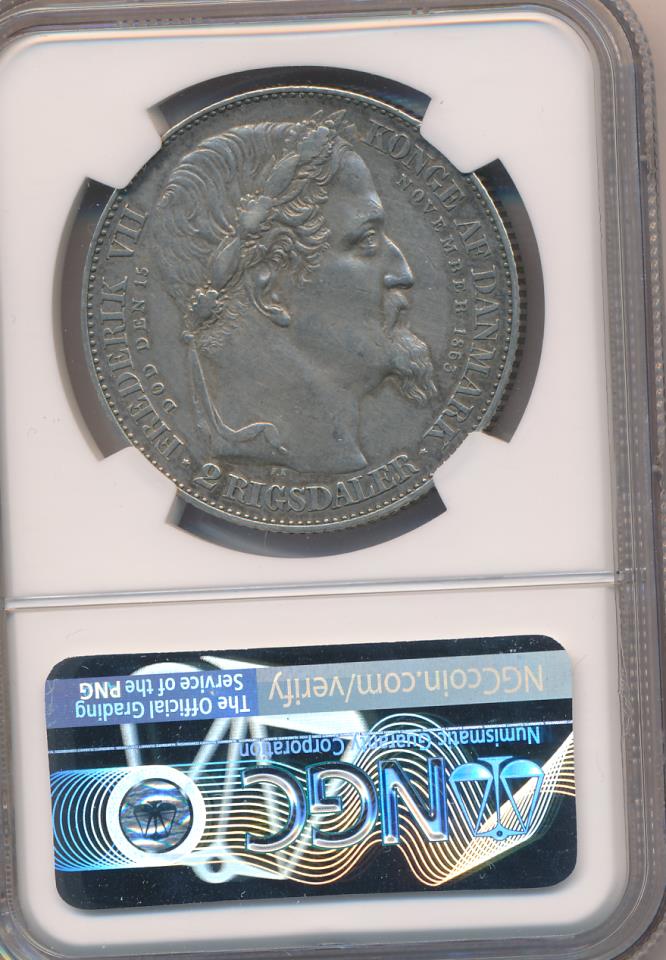 FREDERIK VII KONGE AF DANMARK
DØD DEN 15 NOVEMBER 1863
* 2 RIGSDALER *
NGCcoin.com/verify
The Official Grading
Service of the PNG
Numismatic Guaranty Corporation
NGC